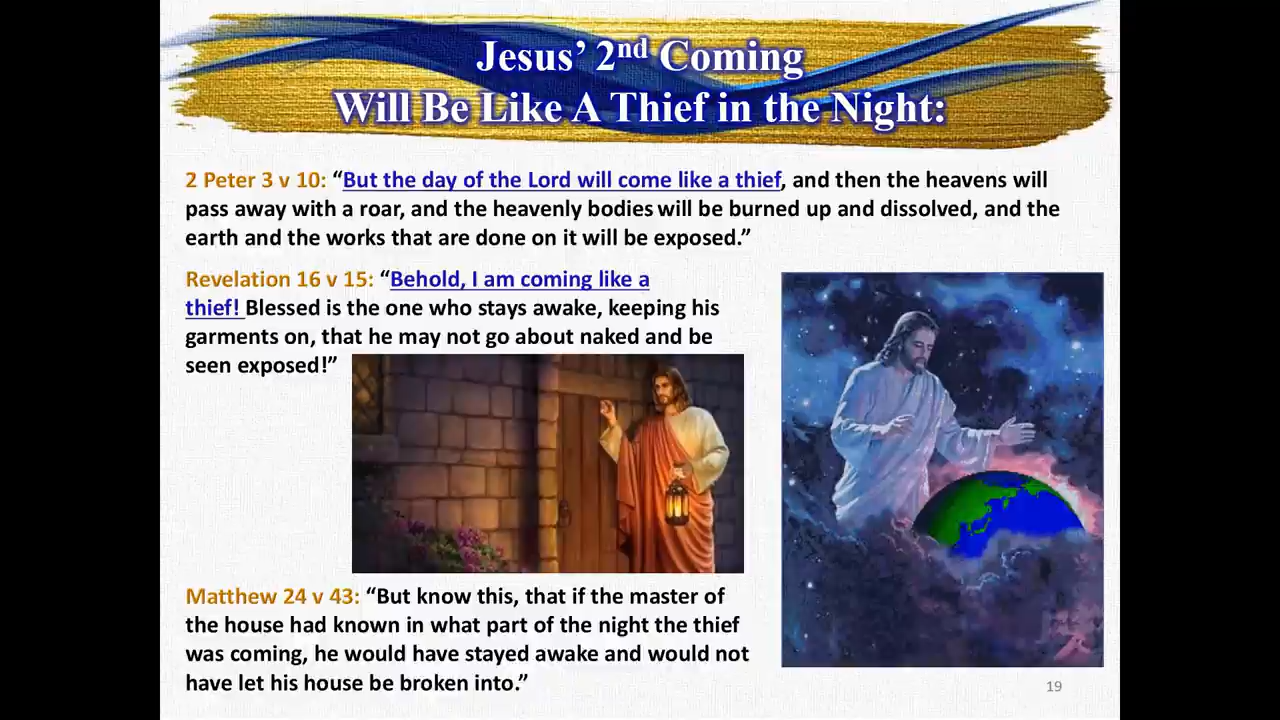 Jesus’ 2nd Coming
Will Be Like A Thief in the Night:
2 Peter 3 v 10: “But the day of the Lord will come like a thief, and then the heavens will
pass away with a roar, and the heavenly bodies will be burned up and dissolved, and the
earth and the works that are done on it will be exposed.”
Revelation 16 v 15: “Behold, I am coming like a
thief! Blessed is the one who stays awake, keeping his
garments on, that he may not go about naked and be
seen exposed!”
Matthew 24 v 43: “But know this, that if the master of
the house had known in what part of the night the thief
was coming, he would have stayed awake and would not
have let his house be broken into.”
19